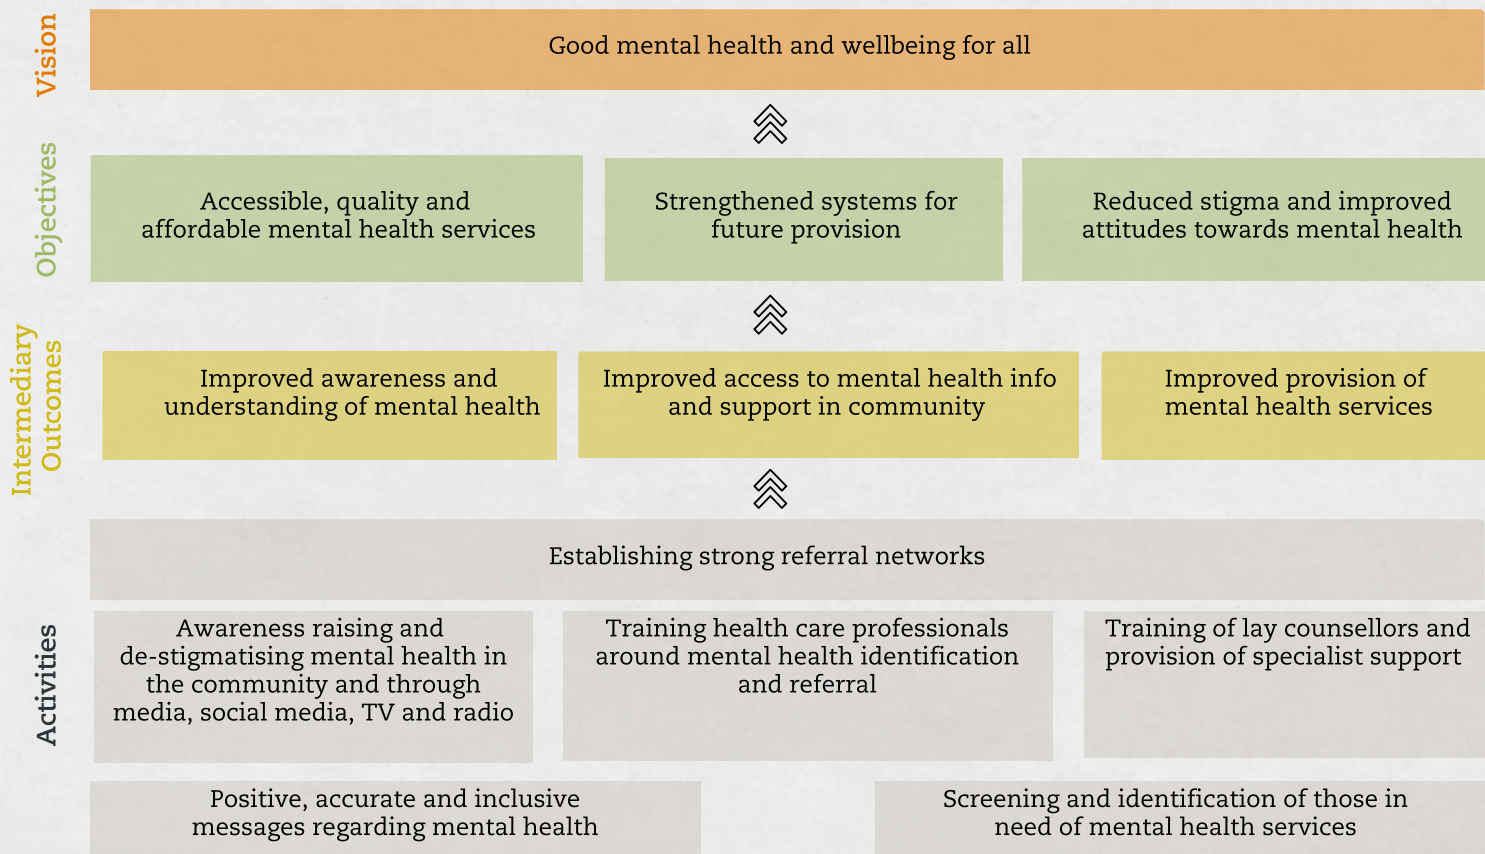 Vision
Good mental health and wellbeing for all
Objectives
Accessible, quality and
affordable mental health services
Strengthened systems for
future provision
Reduced stigma and improved
attitudes towards mental health
Intermediary
Outcomes
Improved awareness and
understanding of mental health
Improved access to mental health info
and support in community
Improved provision of
mental health services
Activities
Establishing strong referral networks
Awareness raising and
de-stigmatising mental health in
the community and through
media, social media, TV and radio
Training health care professionals
around mental health identification
and referral
Training of lay counsellors and
provision of specialist support
Positive, accurate and inclusive
messages regarding mental health
Screening and identification of those in
need of mental health services